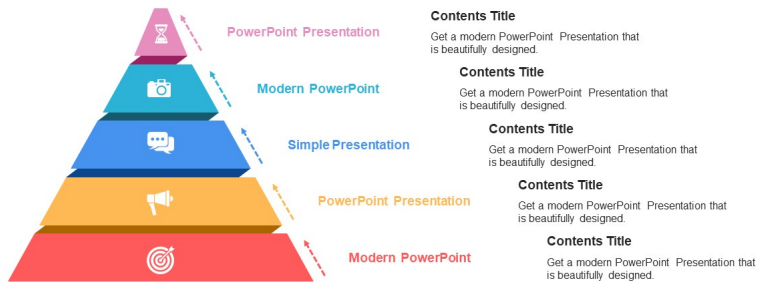 Contents Title
PowerPoint Presentation
Get a modern PowerPoint Presentation that
is beautifully designed.
Contents Title
Modern PowerPoint
Get a modern PowerPoint Presentation that
is beautifully designed.
Contents Title
Simple Presentation
Get a modern PowerPoint Presentation that
is beautifully designed.
Contents Title
PowerPoint Presentation
Get a modern PowerPoint Presentation that
is beautifully designed.
Contents Title
Modern PowerPoint
Get a modern PowerPoint Presentation that
is beautifully designed.